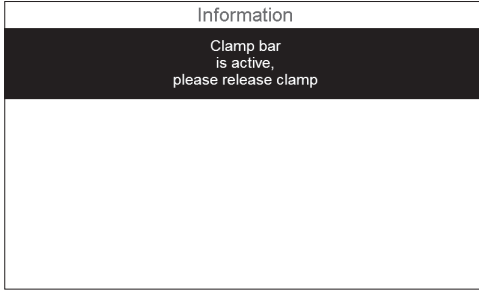 Information
Clamp bar
is active,
please release clamp